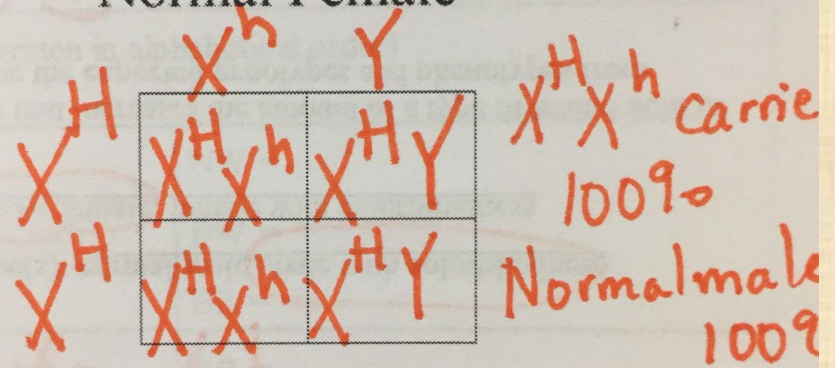 Normal Female
X^h Y
X^H X^H X^h X^H Y
X^H X^H X^h X^H Y
X^H X^h Carrie
100%
Normal male
100%